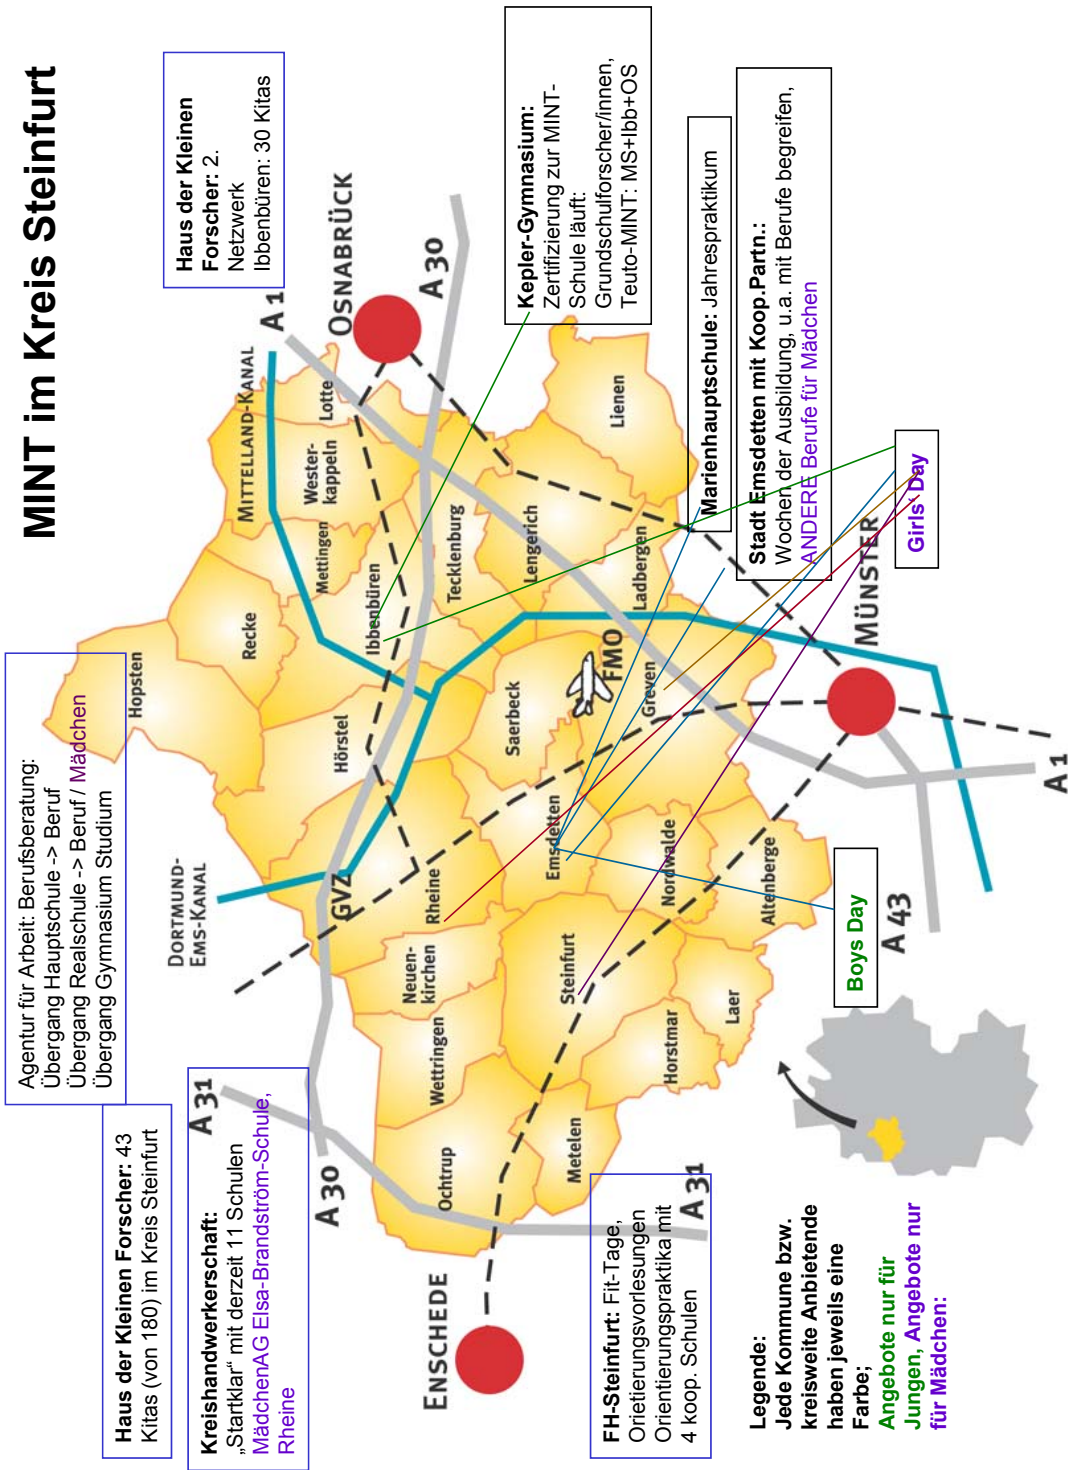 MINT im Kreis Steinfurt
Agentur für Arbeit: Berufsberatung:
Übergang Hauptschule -> Beruf
Übergang Realschule -> Beruf / Mädchen
Übergang Gymnasium Studium
Haus der Kleinen
Forscher: 2.
Netzwerk
Ibbenbüren: 30 Kitas
Haus der Kleinen Forscher: 43
Kitas (von 180) im Kreis Steinfurt
Kreishandwerkerschaft:
„Startklar“ mit derzeit 11 Schulen
MädchenAG Elsa-Brandström-Schule,
Rheine
Kepler-Gymnasium:
Zertifizierung zur MINT-
Schule läuft:
Grundschulforscher/innen,
Teuto-MINT: MS+Ibb+OS
Marienhauptschule: Jahrespraktikum
Stadt Emsdetten mit Koop.Partn.:
Wochen der Ausbildung, u.a. mit Berufe begreifen,
ANDERE Berufe für Mädchen
Girls‘ Day
Boys Day
FH-Steinfurt: Fit-Tage,
Orietierungsvorlesungen
Orientierungspraktika mit
4 koop. Schulen
Legende:
Jede Kommune bzw.
kreisweite Anbietende
haben jeweils eine
Farbe;
Angebote nur für
Jungen, Angebote nur
für Mädchen:
DORTMUND-
EMS-KANAL
MITTELLAND-KANAL
A 1
OSNABRÜCK
A 30
A 31
A 30
ENSCHEDE
A 31
A 43
MÜNSTER
A 1
GVZ
FMO
Hopsten
Recke
Mettingen
Wester-
kappeln
Lotte
Hörstel
Ibbenbüren
Tecklenburg
Lengerich
Lienen
Ladbergen
Saerbeck
Greven
Rheine
Emsdetten
Nordwalde
Altenberge
Neuen-
kirchen
Wettringen
Steinfurt
Laer
Horstmar
Ochtrup
Metelen